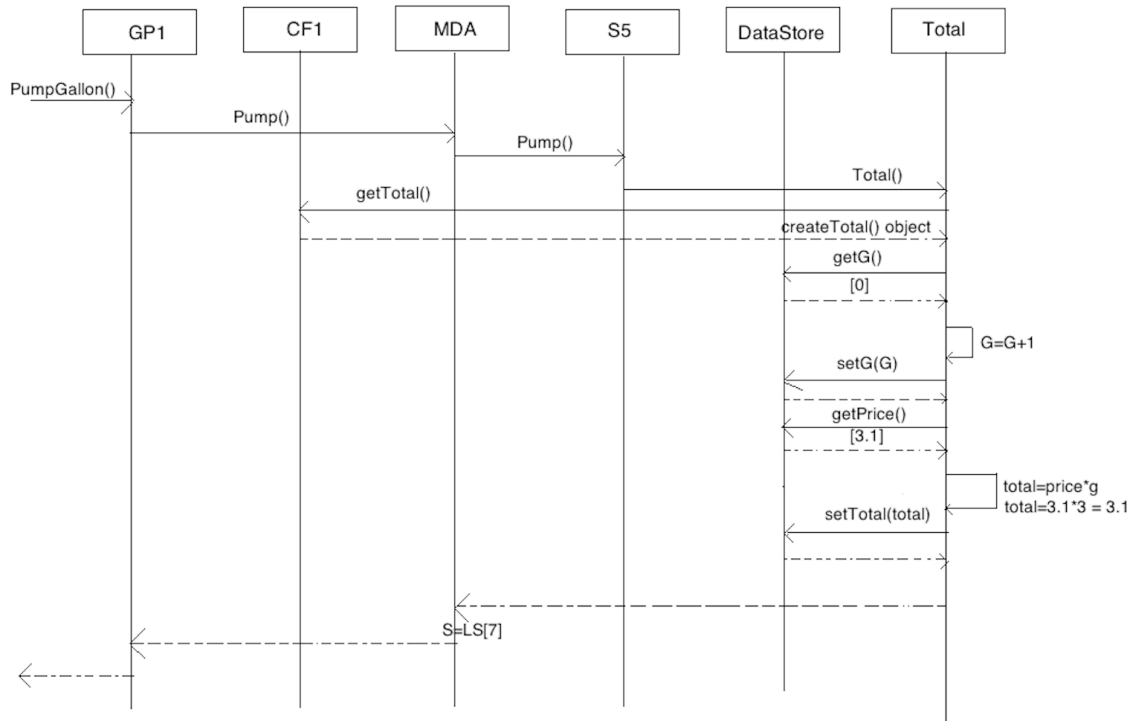 GP1
CF1
MDA
S5
DataStore
Total
PumpGallon()
Pump()
Pump()
Total()
getTotal()
createTotal() object
getG()
[0]
G=G+1
setG(G)
getPrice()
[3.1]
total=price*g
total=3.1*3 = 3.1
setTotal(total)
S=LS[7]